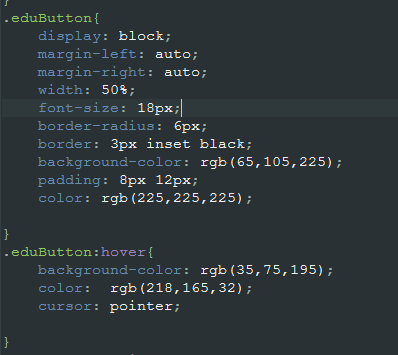 }
.eduButton{
    display: block;
    margin-left: auto;
    margin-right: auto;
    width: 50%;
    font-size: 18px;
    border-radius: 6px;
    border: 3px inset black;
    background-color: rgb(65,105,225);
    padding: 8px 12px;
    color: rgb(225,225,225);

}
.eduButton:hover{
    background-color: rgb(35,75,195);
    color:  rgb(218,165,32);
    cursor: pointer;

}